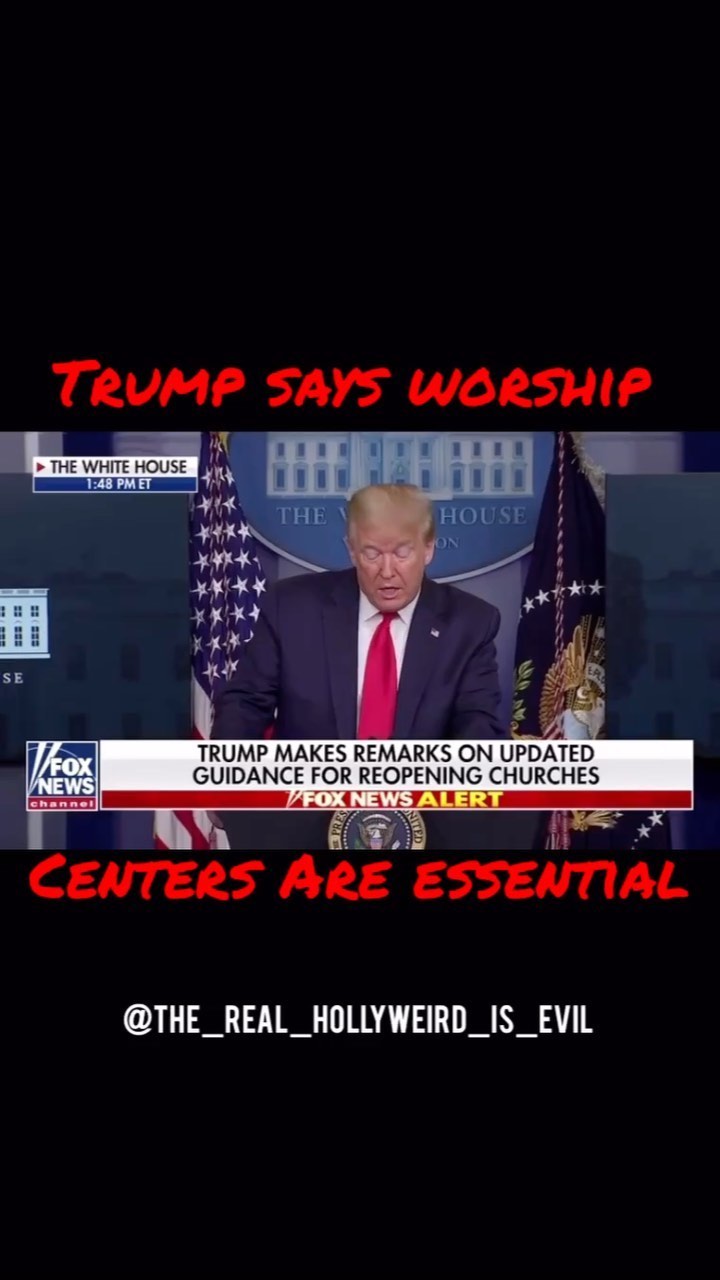 TRUMP SAYS WORSHIP
THE WHITE HOUSE
1:48 PM ET
THE HOUSE
ON
SE
TRUMP MAKES REMARKS ON UPDATED
GUIDANCE FOR REOPENING CHURCHES
FOX
NEWS
channel
FOX NEWS ALERT
CENTERS ARE ESSENTIAL
@THE_REAL_HOLLYWEIRD_IS_EVIL